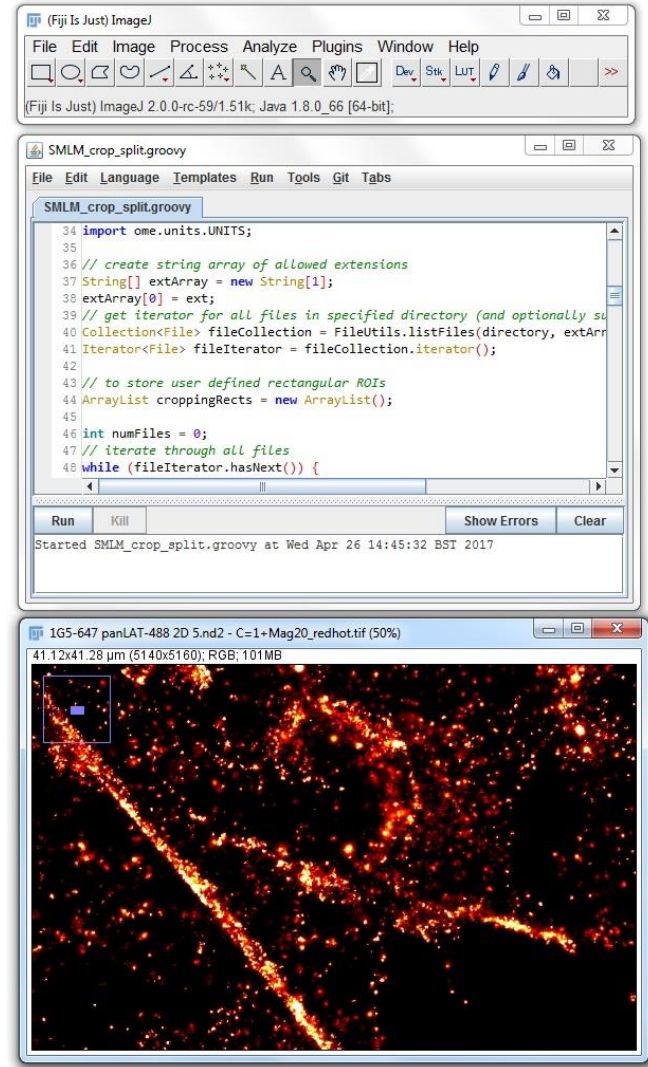 (Fiji Is Just) ImageJ
File Edit Image Process Analyze Plugins Window Help
A Dev Stk LUT >>
(Fiji Is Just) ImageJ 2.0.0-rc-59/1.51k; Java 1.8.0_66 [64-bit];
SMLM_crop_split.groovy
File Edit Language Templates Run Tools Git Tabs
SMLM_crop_split.groovy
34 import ome.units.UNITS;
35
36 // create string array of allowed extensions
37 String[] extArray = new String[1];
38 extArray[0] = ext;
39 // get iterator for all files in specified directory (and optionally su
40 Collection<File> fileCollection = FileUtils.listFiles(directory, extArr
41 Iterator<File> fileIterator = fileCollection.iterator();
42
43 // to store user defined rectangular ROIs
44 ArrayList croppingRects = new ArrayList();
45
46 int numFiles = 0;
47 // iterate through all files
48 while (fileIterator.hasNext()) {
Run Kill Show Errors Clear
Started SMLM_crop_split.groovy at Wed Apr 26 14:45:32 BST 2017
1G5-647 panLAT-488 2D 5.nd2 - C=1+Mag20_redhot.tif (50%)
41.12x41.28 µm (5140x5160); RGB; 101MB